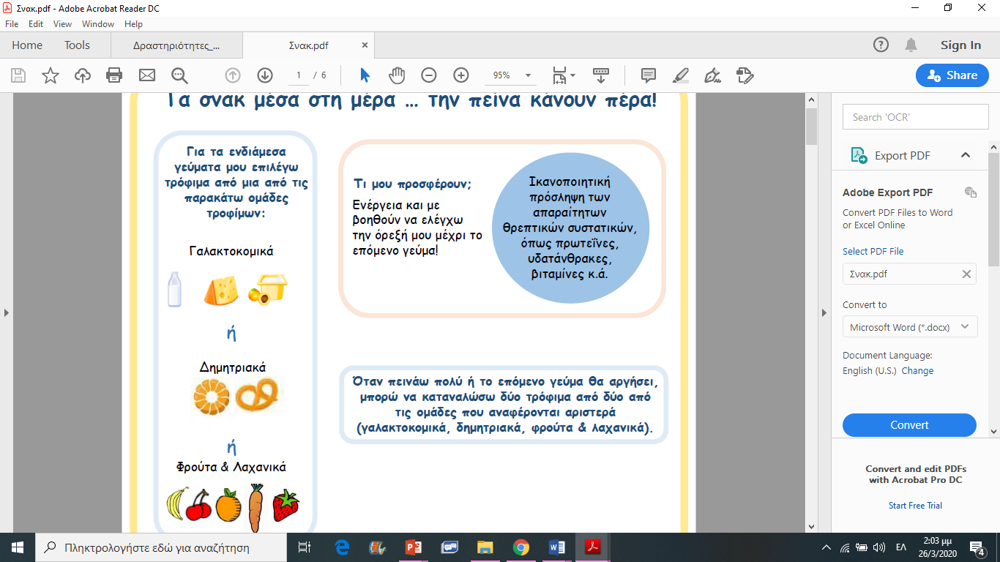 Σνακ.pdf - Adobe Acrobat Reader DC
File Edit View Window Help
Home Tools Δραστηριότητες_... Σνακ.pdf × Sign In
1 / 6 95% Share
Τα σνακ μέσα στη μέρα ... την πείνα κάνουν πέρα!
Για τα ενδιάμεσα
γεύματα μου επιλέγω
τρόφιμα από μια από τις
παρακάτω ομάδες
τροφίμων:
Γαλακτοκομικά
ή
Δημητριακά
ή
Φρούτα & Λαχανικά
Τι μου προσφέρουν;
Ενέργεια και με
βοηθούν να ελέγχω
την όρεξή μου μέχρι το
επόμενο γεύμα!
Ικανοποιητική
πρόσληψη των
απαραίτητων
θρεπτικών συστατικών,
όπως πρωτεΐνες,
υδατάνθρακες,
βιταμίνες κ.ά.
Όταν πεινάω πολύ ή το επόμενο γεύμα θα αργήσει,
μπορώ να καταναλώσω δύο τρόφιμα από δύο από
τις ομάδες που αναφέρονται αριστερά
(γαλακτοκομικά, δημητριακά, φρούτα & λαχανικά).
Search 'OCR'
Export PDF
Adobe Export PDF
Convert PDF Files to Word
or Excel Online
Select PDF File
Σνακ.pdf
Convert to
Microsoft Word (*.docx)
Document Language:
English (U.S.) Change
Convert
Convert and edit PDFs
with Acrobat Pro DC
Start Free Trial
Πληκτρολογήστε εδώ για αναζήτηση
ΕΛ
2:03 μμ
26/3/2020
4